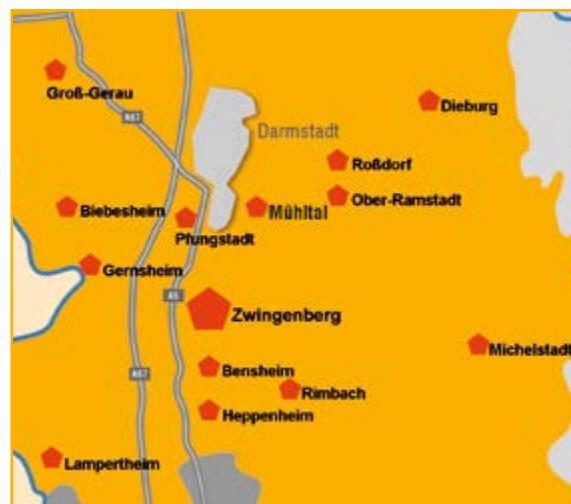 Groß-Gerau
Dieburg
A67
Darmstadt
Roßdorf
Ober-Ramstadt
Biebesheim
Mühltal
Pfungstadt
Gernsheim
A5
Zwingenberg
Michelstadt
Bensheim
A67
Rimbach
Heppenheim
Lampertheim